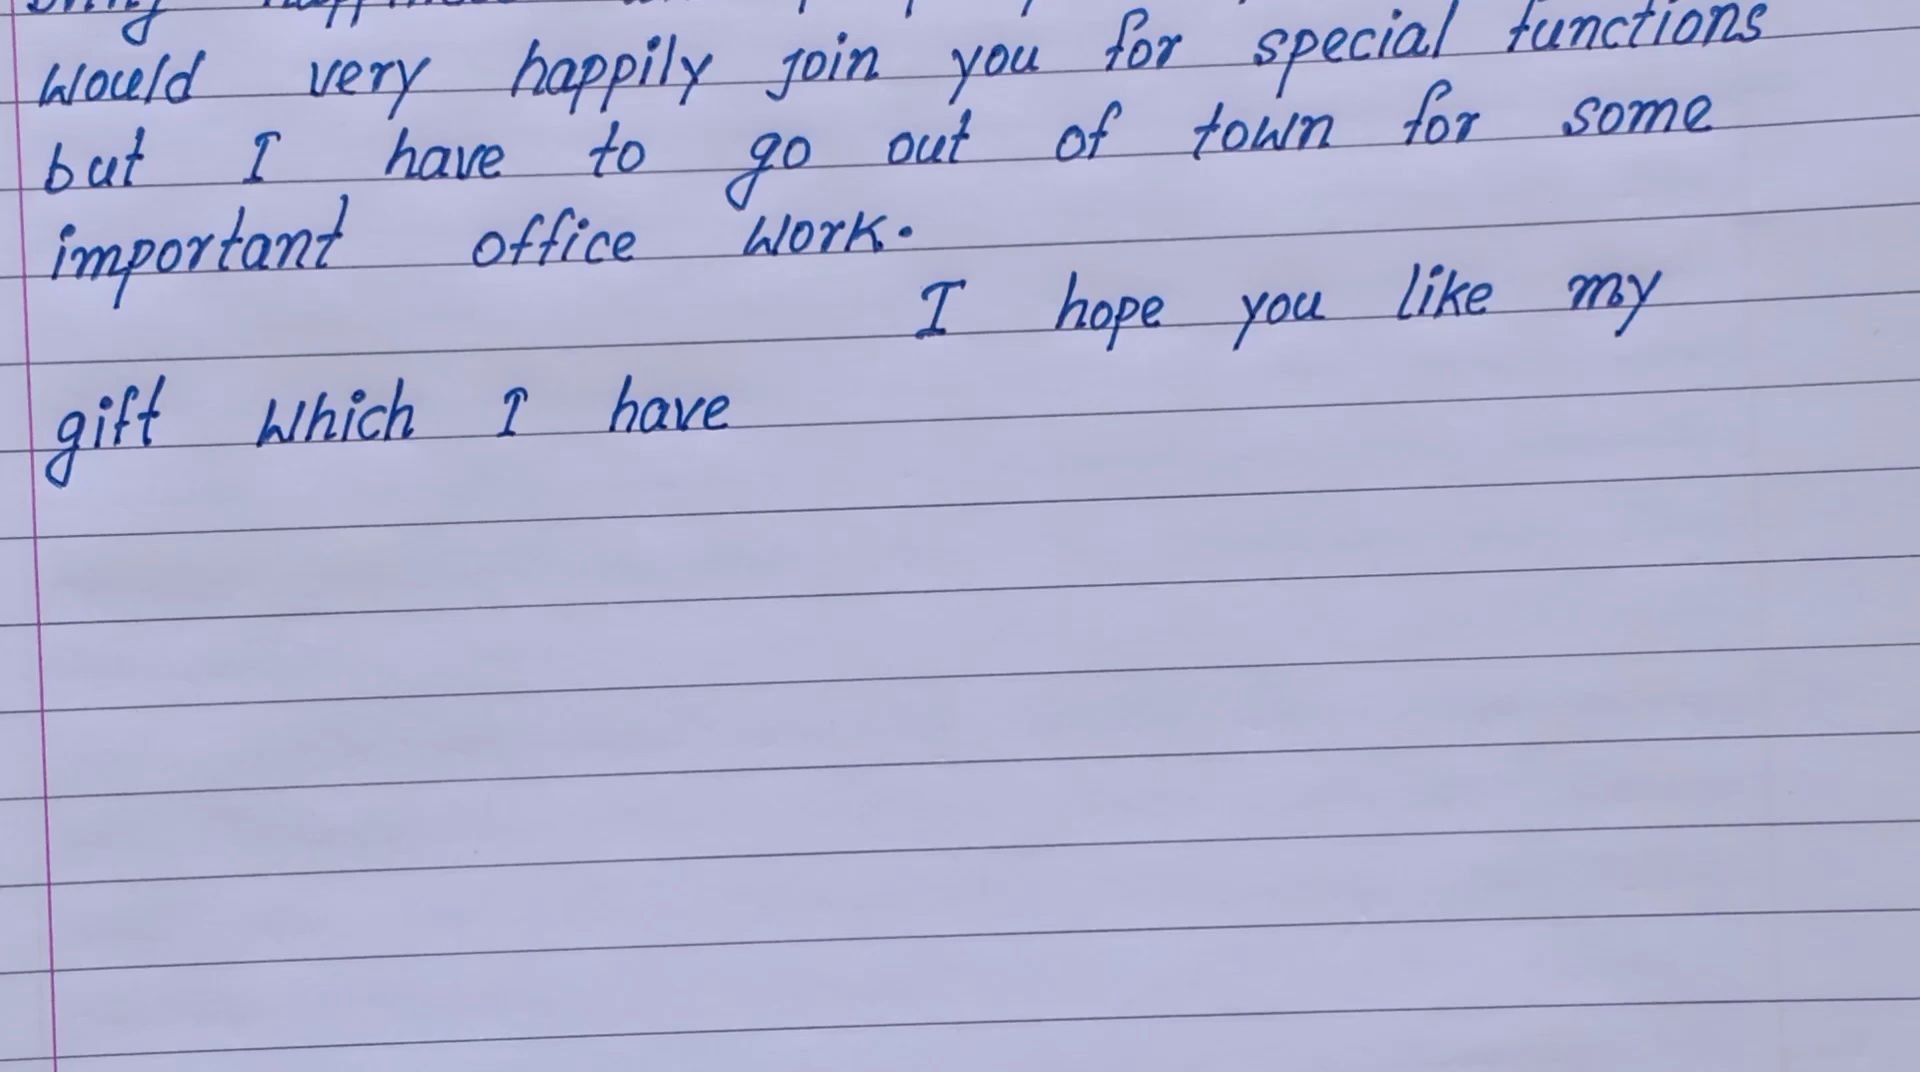 would very happily join you for special functions
but I have to go out of town for some
important office work.
I hope you like my
gift which I have